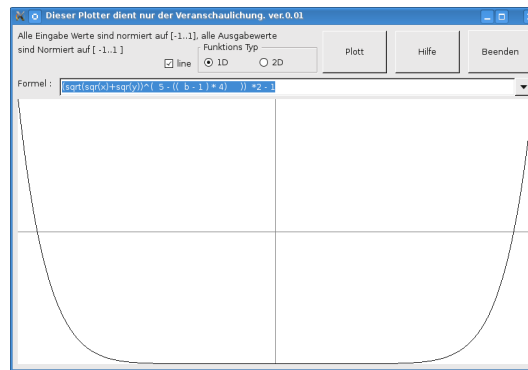 Dieser Plotter dient nur der Veranschaulichung. ver.0.01
Alle Eingabe Werte sind normiert auf [-1..1], alle Ausgabewerte
sind Normiert auf [ -1..1 ]
line
Funktions Typ
1D
2D
Plott
Hilfe
Beenden
Formel :
(sqrt(sqr(x)+sqr(y))^( 5 - (( b - 1 ) * 4) )) *2 - 1